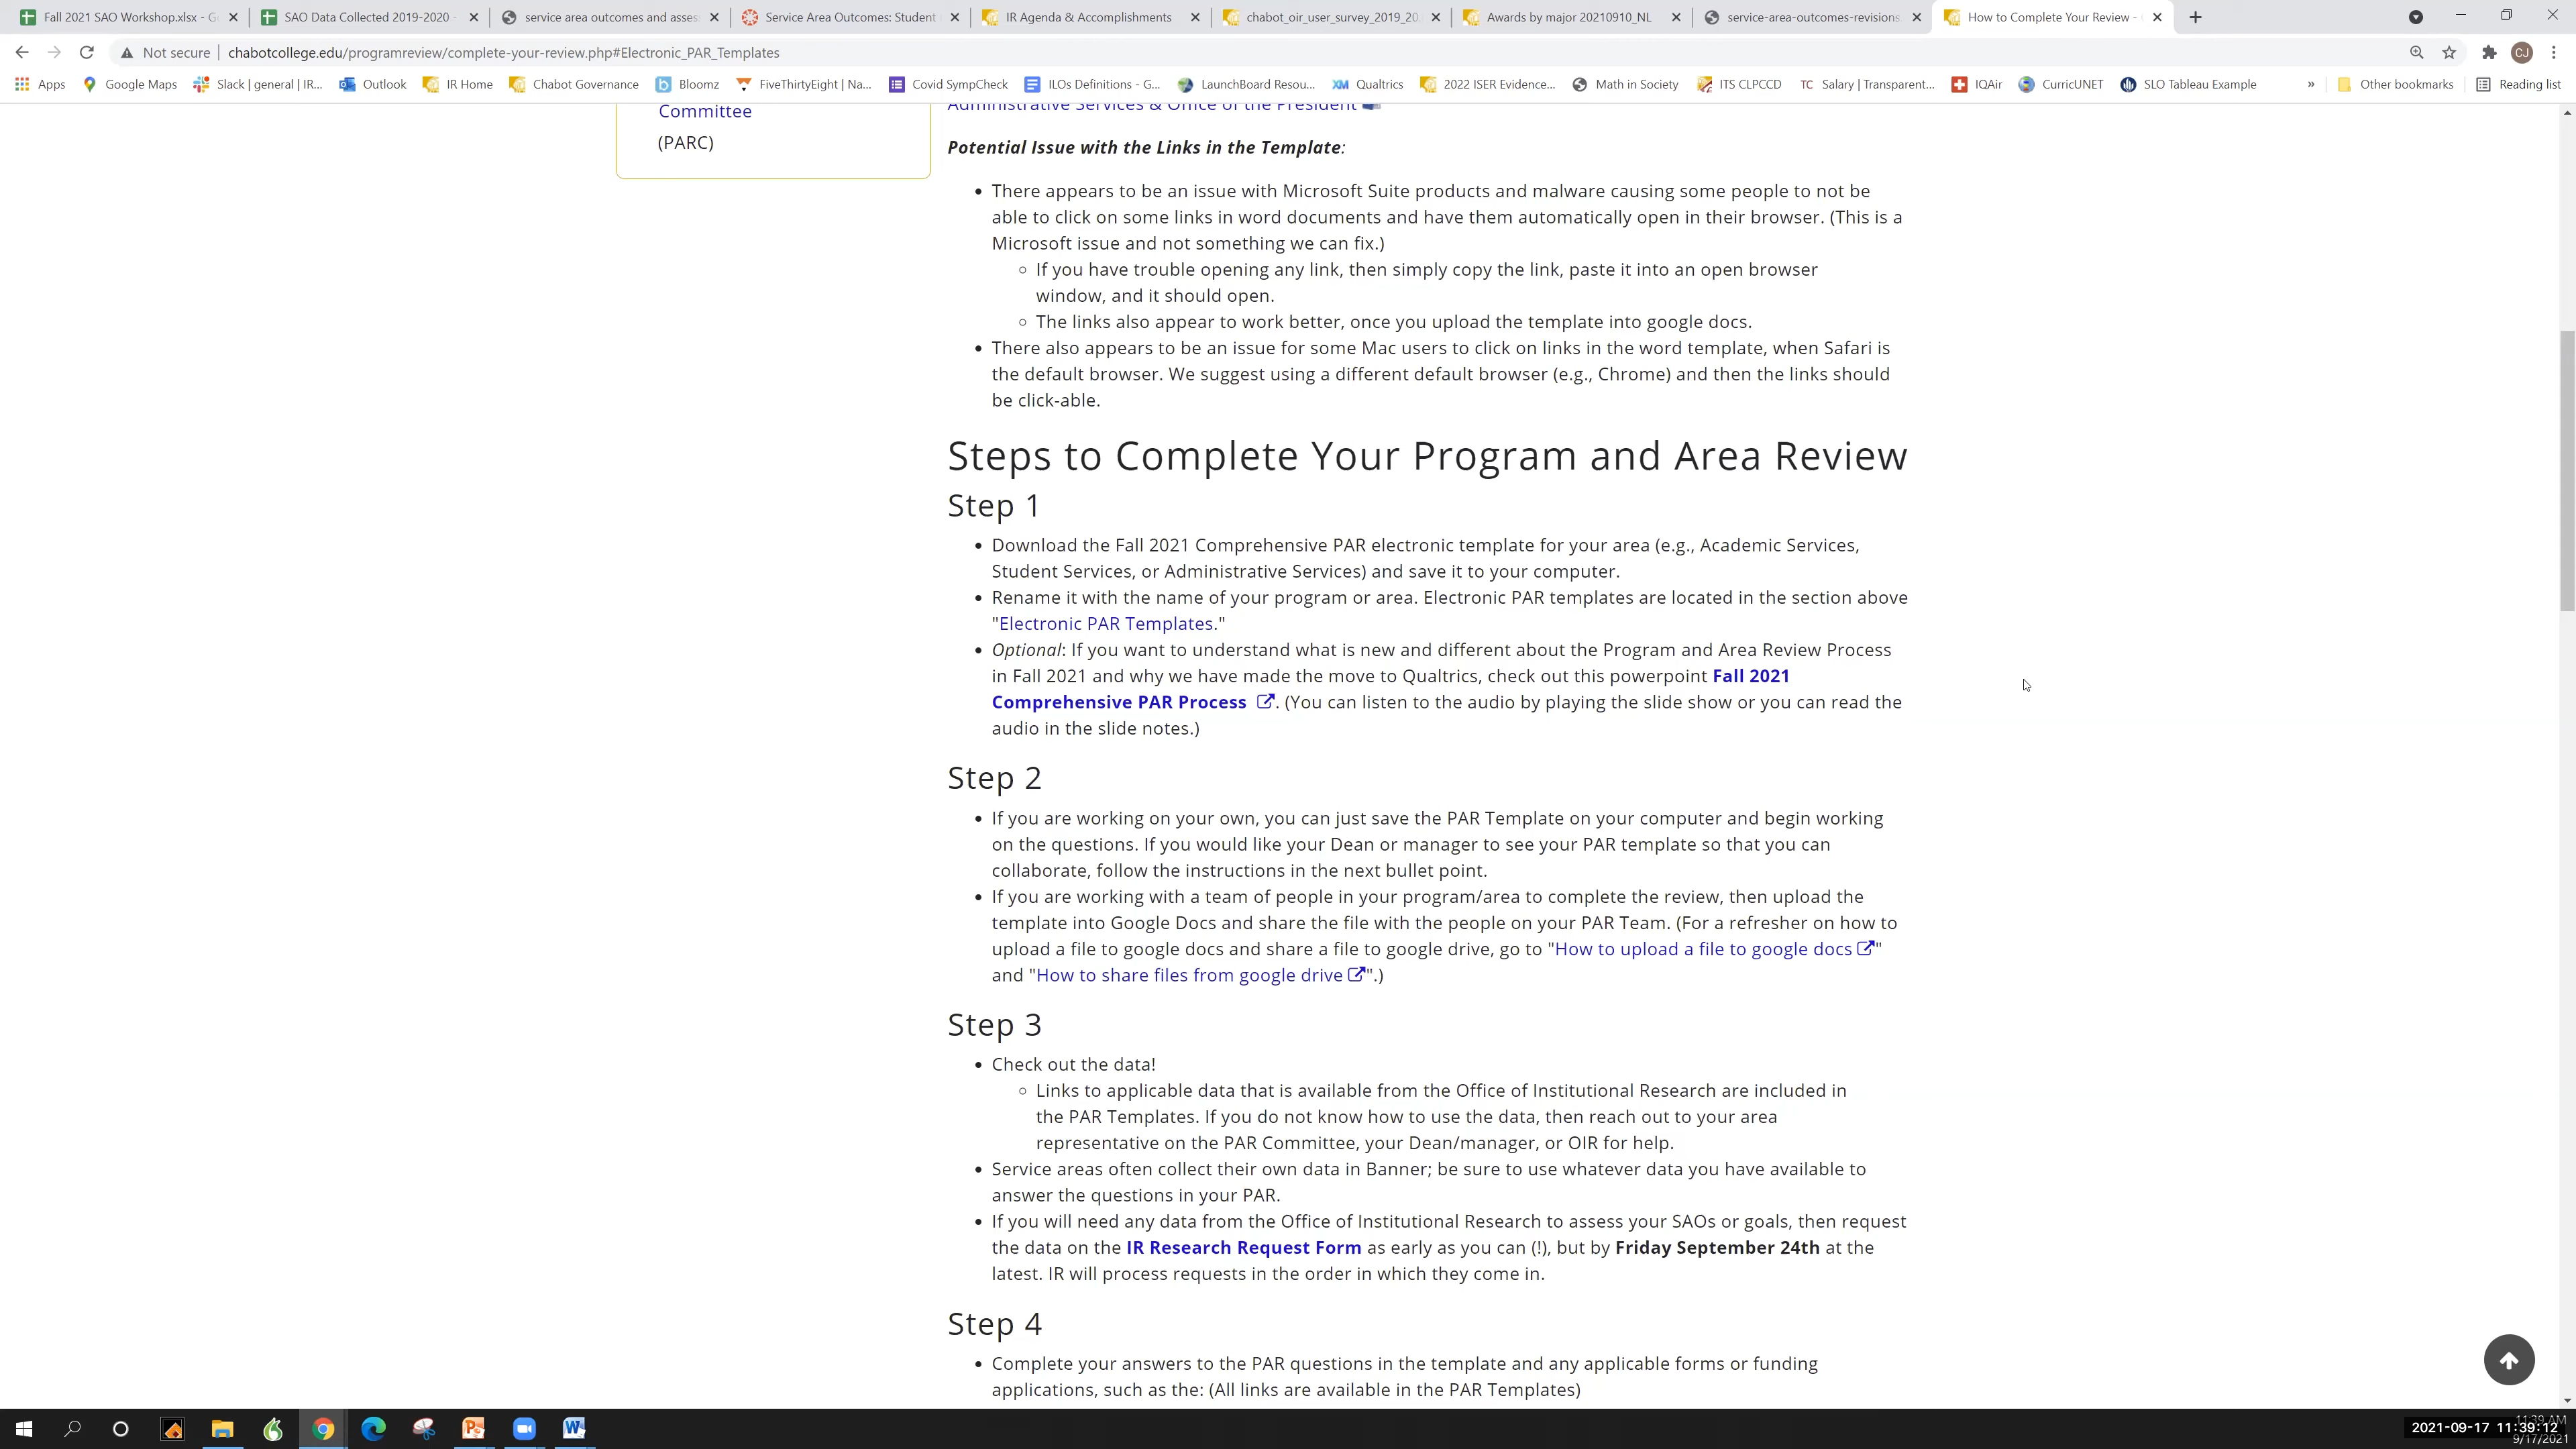 Fall 2021 SAO Workshop.xlsx - G
SAO Data Collected 2019-2020 -
service area outcomes and asses
Service Area Outcomes: Student
IR Agenda & Accomplishments
chabot_oir_user_survey_2019_20
Awards by major 20210910_NL
service-area-outcomes-revisions
How to Complete Your Review -
Not secure
chabotcollege.edu/programreview/complete-your-review.php#Electronic_PAR_Templates
CJ
Apps
Google Maps
Slack | general | IR...
Outlook
IR Home
Chabot Governance
Bloomz
FiveThirtyEight | Na...
Covid SympCheck
ILOs Definitions - G...
LaunchBoard Resou...
Qualtrics
2022 ISER Evidence...
Math in Society
ITS CLPCCD
Salary | Transparent...
IQAir
CurricUNET
SLO Tableau Example
»
Other bookmarks
Reading list
Committee
(PARC)
Administrative Services & Office of the President
Potential Issue with the Links in the Template:
• There appears to be an issue with Microsoft Suite products and malware causing some people to not be
able to click on some links in word documents and have them automatically open in their browser. (This is a
Microsoft issue and not something we can fix.)
○ If you have trouble opening any link, then simply copy the link, paste it into an open browser
window, and it should open.
○ The links also appear to work better, once you upload the template into google docs.
• There also appears to be an issue for some Mac users to click on links in the word template, when Safari is
the default browser. We suggest using a different default browser (e.g., Chrome) and then the links should
be click-able.
Steps to Complete Your Program and Area Review
Step 1
• Download the Fall 2021 Comprehensive PAR electronic template for your area (e.g., Academic Services,
Student Services, or Administrative Services) and save it to your computer.
• Rename it with the name of your program or area. Electronic PAR templates are located in the section above
"Electronic PAR Templates."
• Optional: If you want to understand what is new and different about the Program and Area Review Process
in Fall 2021 and why we have made the move to Qualtrics, check out this powerpoint Fall 2021
Comprehensive PAR Process . (You can listen to the audio by playing the slide show or you can read the
audio in the slide notes.)
Step 2
• If you are working on your own, you can just save the PAR Template on your computer and begin working
on the questions. If you would like your Dean or manager to see your PAR template so that you can
collaborate, follow the instructions in the next bullet point.
• If you are working with a team of people in your program/area to complete the review, then upload the
template into Google Docs and share the file with the people on your PAR Team. (For a refresher on how to
upload a file to google docs and share a file to google drive, go to "How to upload a file to google docs "
and "How to share files from google drive ".)
Step 3
• Check out the data!
○ Links to applicable data that is available from the Office of Institutional Research are included in
the PAR Templates. If you do not know how to use the data, then reach out to your area
representative on the PAR Committee, your Dean/manager, or OIR for help.
• Service areas often collect their own data in Banner; be sure to use whatever data you have available to
answer the questions in your PAR.
• If you will need any data from the Office of Institutional Research to assess your SAOs or goals, then request
the data on the IR Research Request Form as early as you can (!), but by Friday September 24th at the
latest. IR will process requests in the order in which they come in.
Step 4
• Complete your answers to the PAR questions in the template and any applicable forms or funding
applications, such as the: (All links are available in the PAR Templates)
11:39 AM
2021-09-17 11:39:12
9/17/2021